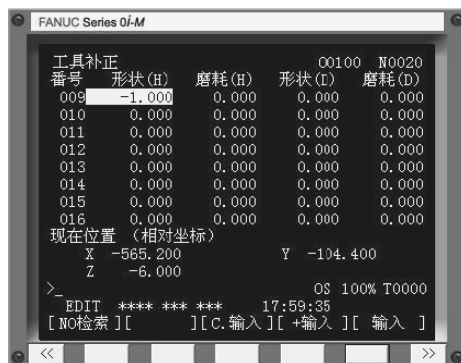 FANUC Series 0i-M
工具补正 O0100 N0020
番号 形状(H) 磨耗(H) 形状(I) 磨耗(D)
009 -1.000 0.000 0.000 0.000
010 0.000 0.000 0.000 0.000
011 0.000 0.000 0.000 0.000
012 0.000 0.000 0.000 0.000
013 0.000 0.000 0.000 0.000
014 0.000 0.000 0.000 0.000
015 0.000 0.000 0.000 0.000
016 0.000 0.000 0.000 0.000
现在位置 (相对坐标)
X -565.200 Y -104.400
Z -6.000
>_
OS 100% T0000
EDIT **** *** *** 17:59:35
[NO检索][ ][C.输入][+输入][ 输入 ]
<< >>